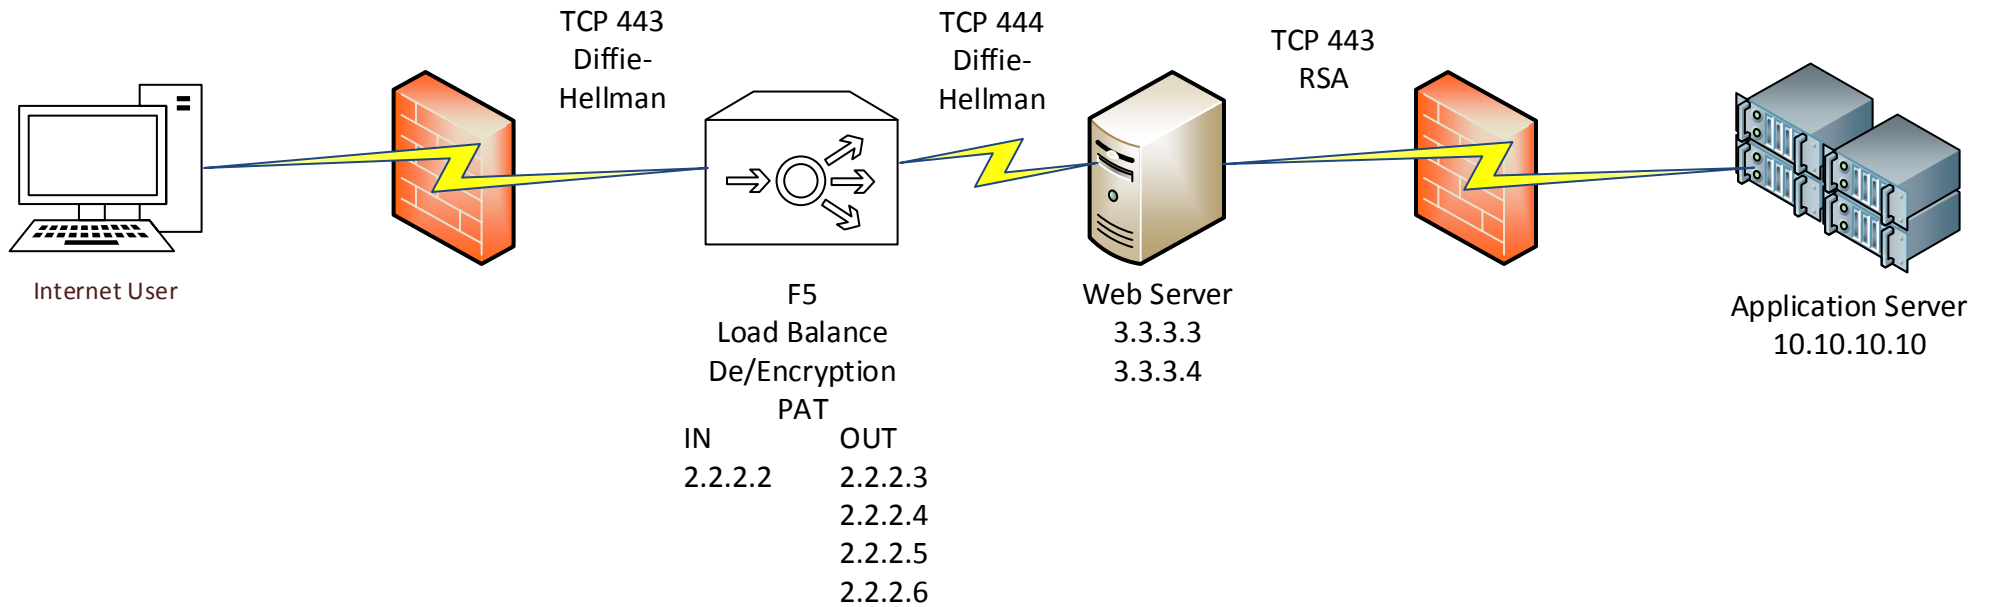 TCP 443
Diffie-
Hellman
TCP 444
Diffie-
Hellman
TCP 443
RSA
Internet User
F5
Load Balance
De/Encryption
PAT
IN
2.2.2.2
OUT
2.2.2.3
2.2.2.4
2.2.2.5
2.2.2.6
Web Server
3.3.3.3
3.3.3.4
Application Server
10.10.10.10